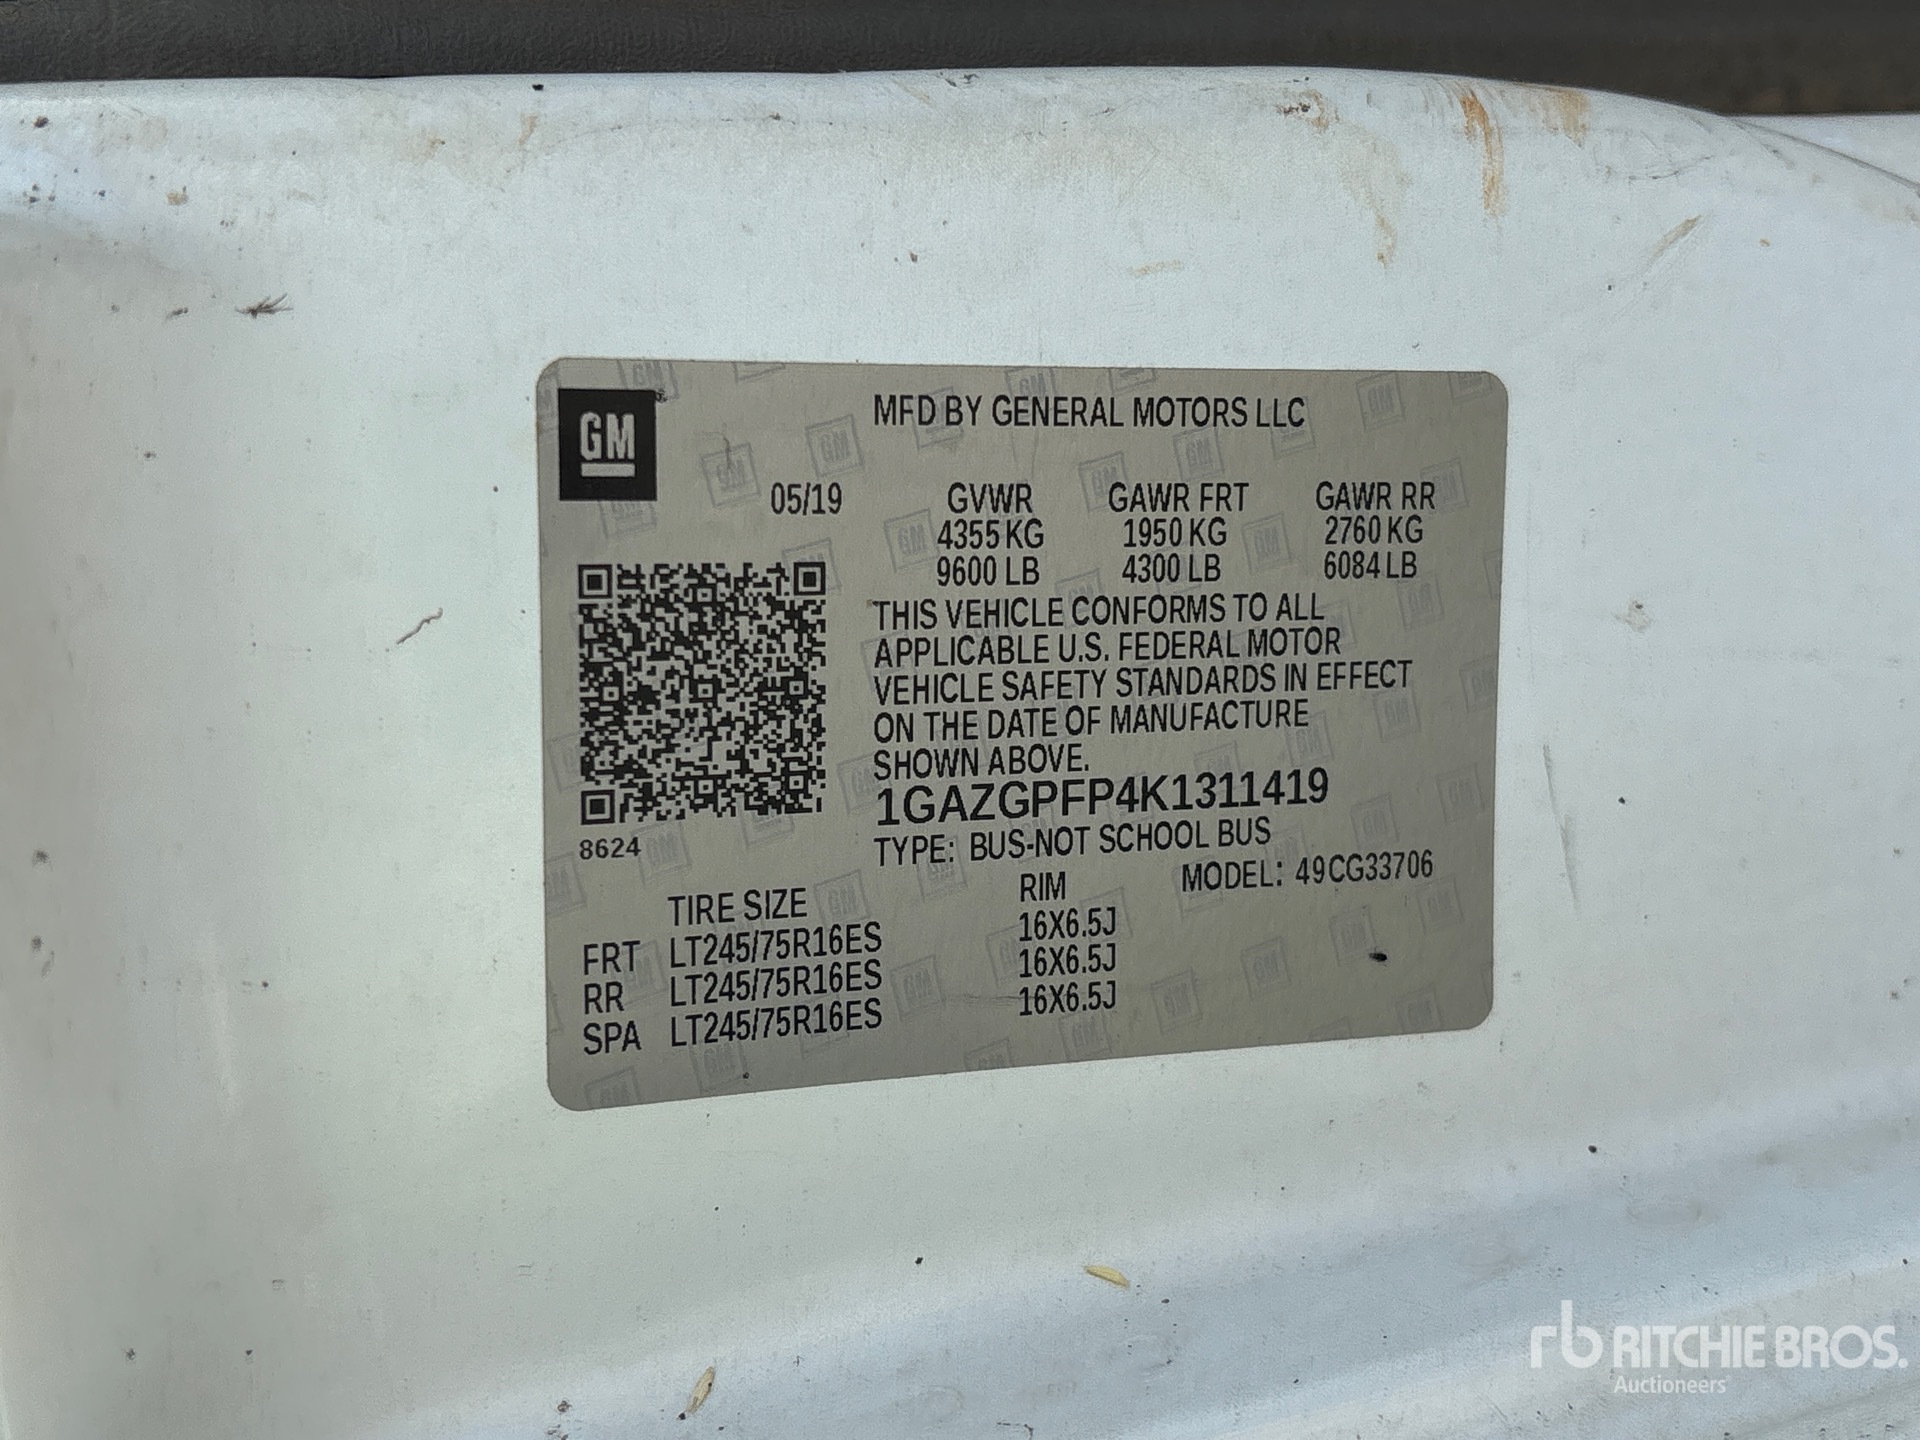 GM
MFD BY GENERAL MOTORS LLC
05/19 GVWR GAWR FRT GAWR RR
4355 KG 1950 KG 2760 KG
9600 LB 4300 LB 6084 LB
THIS VEHICLE CONFORMS TO ALL
APPLICABLE U.S. FEDERAL MOTOR
VEHICLE SAFETY STANDARDS IN EFFECT
ON THE DATE OF MANUFACTURE
SHOWN ABOVE.
1GAZGPFP4K1311419
8624
TYPE: BUS-NOT SCHOOL BUS
MODEL: 49CG33706
TIRE SIZE RIM
FRT LT245/75R16ES 16X6.5J
RR LT245/75R16ES 16X6.5J
SPA LT245/75R16ES 16X6.5J
rb RITCHIE BROS.
Auctioneers